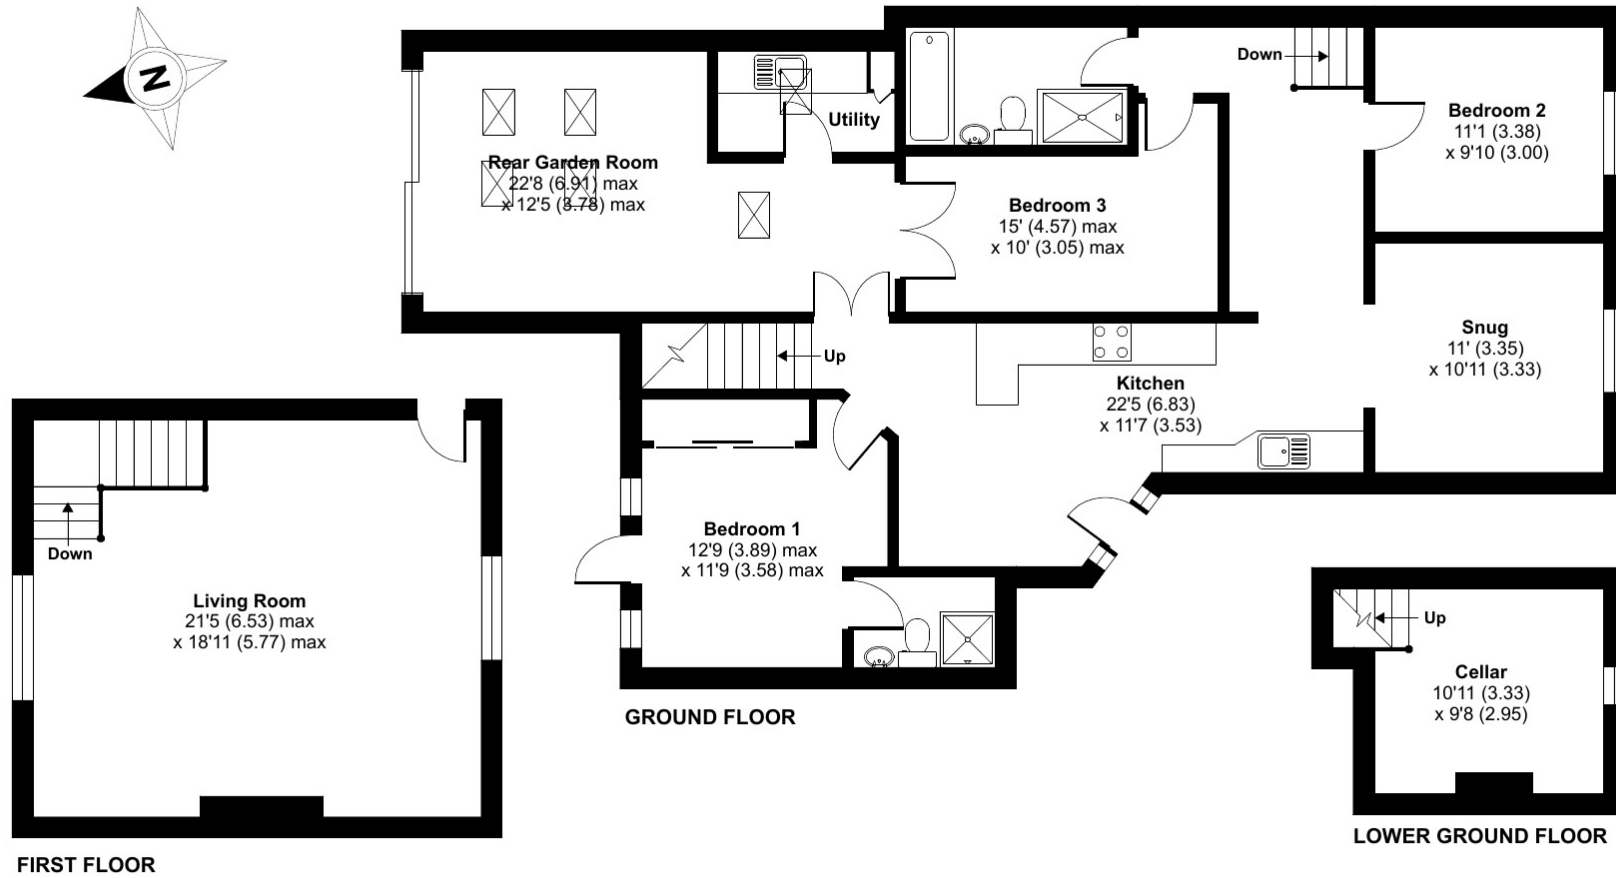 N
Down
Bedroom 2
11'1 (3.38)
x 9'10 (3.00)
Utility
Rear Garden Room
22'8 (6.91) max
x 12'5 (3.78) max
Bedroom 3
15' (4.57) max
x 10' (3.05) max
Snug
11' (3.35)
x 10'11 (3.33)
Up
Kitchen
22'5 (6.83)
x 11'7 (3.53)
Bedroom 1
12'9 (3.89) max
x 11'9 (3.58) max
GROUND FLOOR
Down
Living Room
21'5 (6.53) max
x 18'11 (5.77) max
FIRST FLOOR
Up
Cellar
10'11 (3.33)
x 9'8 (2.95)
LOWER GROUND FLOOR